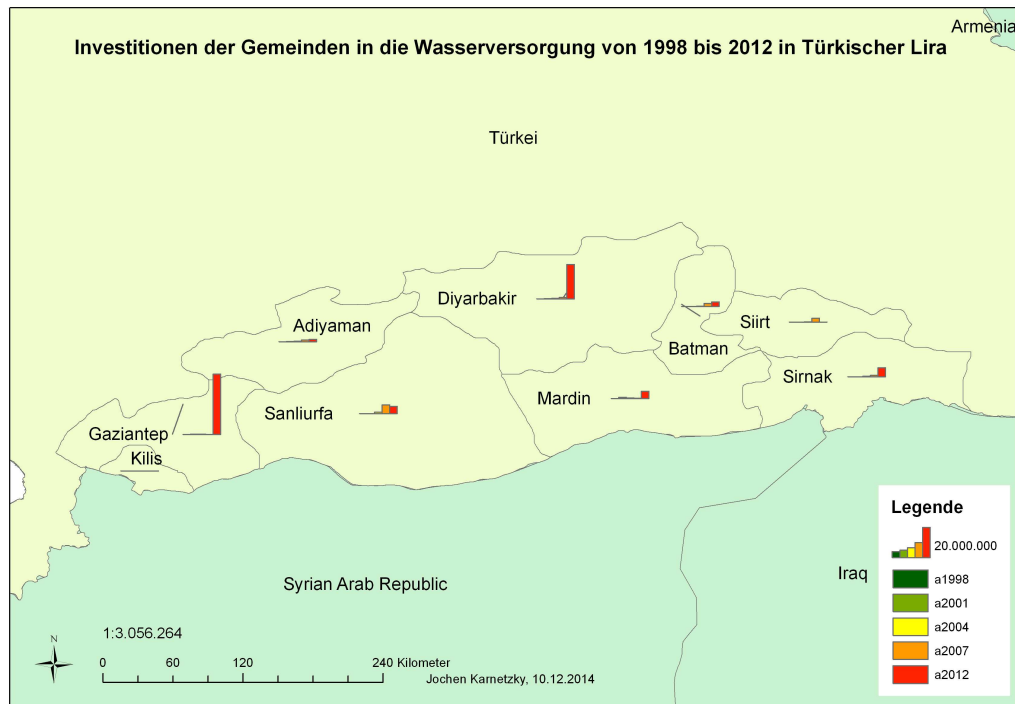 Armenia
Investitionen der Gemeinden in die Wasserversorgung von 1998 bis 2012 in Türkischer Lira
Türkei
Diyarbakir
Adiyaman
Siirt
Batman
Sirnak
Mardin
Sanliurfa
Gaziantep
Kilis
Legende
20.000.000
a1998
a2001
a2004
a2007
a2012
Iraq
Syrian Arab Republic
1:3.056.264
N
0 60 120 240 Kilometer
Jochen Karnetzky, 10.12.2014